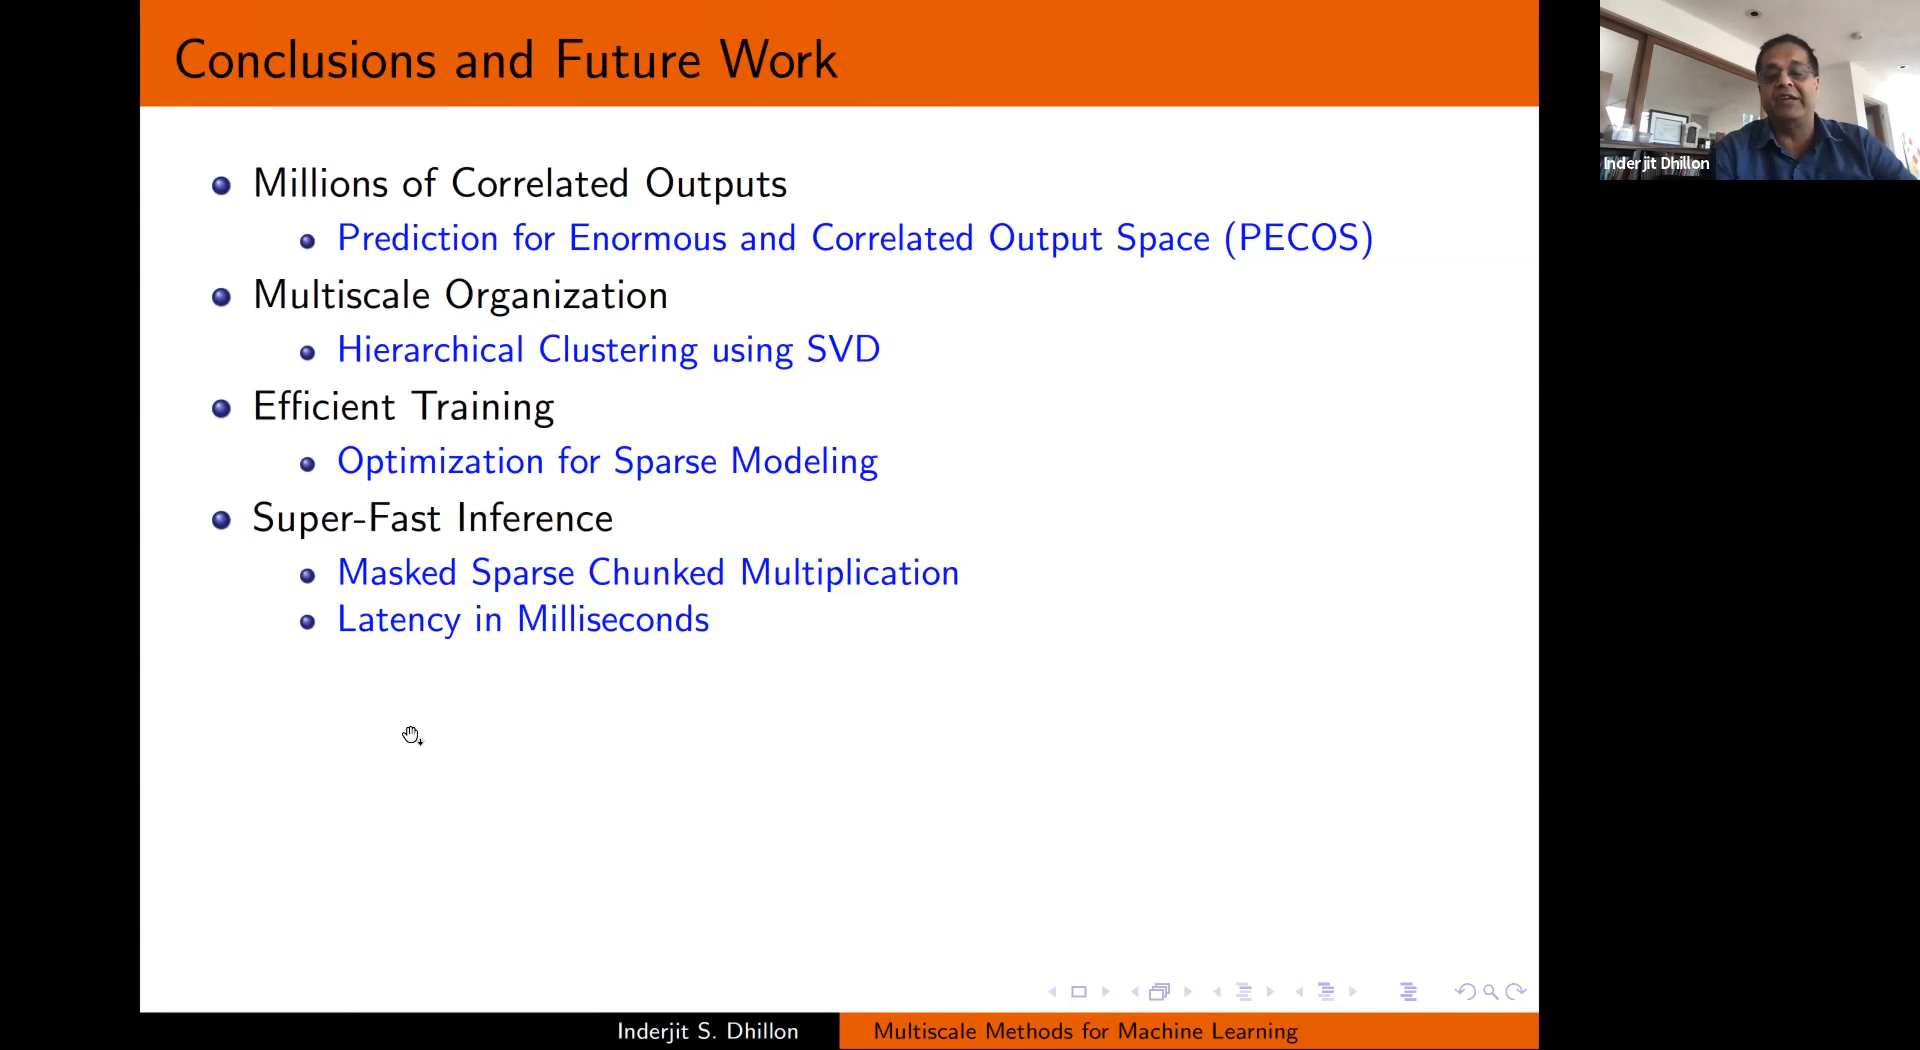 Conclusions and Future Work
Millions of Correlated Outputs
Prediction for Enormous and Correlated Output Space (PECOS)
Multiscale Organization
Hierarchical Clustering using SVD
Efficient Training
Optimization for Sparse Modeling
Super-Fast Inference
Masked Sparse Chunked Multiplication
Latency in Milliseconds
Inderjit S. Dhillon
Multiscale Methods for Machine Learning
Inderjit Dhillon